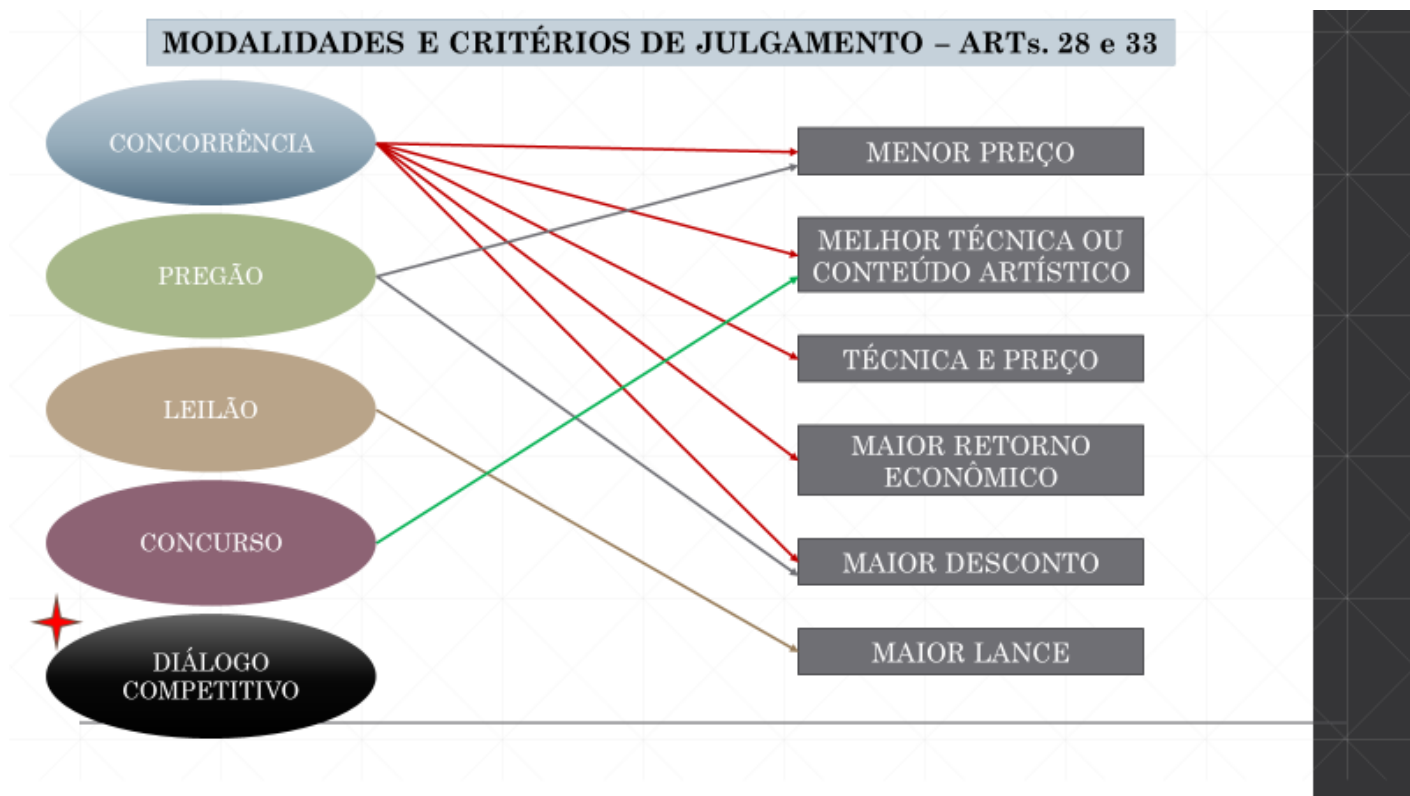 MODALIDADES E CRITÉRIOS DE JULGAMENTO – ARTs. 28 e 33
CONCORRÊNCIA
PREGÃO
LEILÃO
CONCURSO
DIÁLOGO
COMPETITIVO
MENOR PREÇO
MELHOR TÉCNICA OU
CONTEÚDO ARTÍSTICO
TÉCNICA E PREÇO
MAIOR RETORNO
ECONÔMICO
MAIOR DESCONTO
MAIOR LANCE